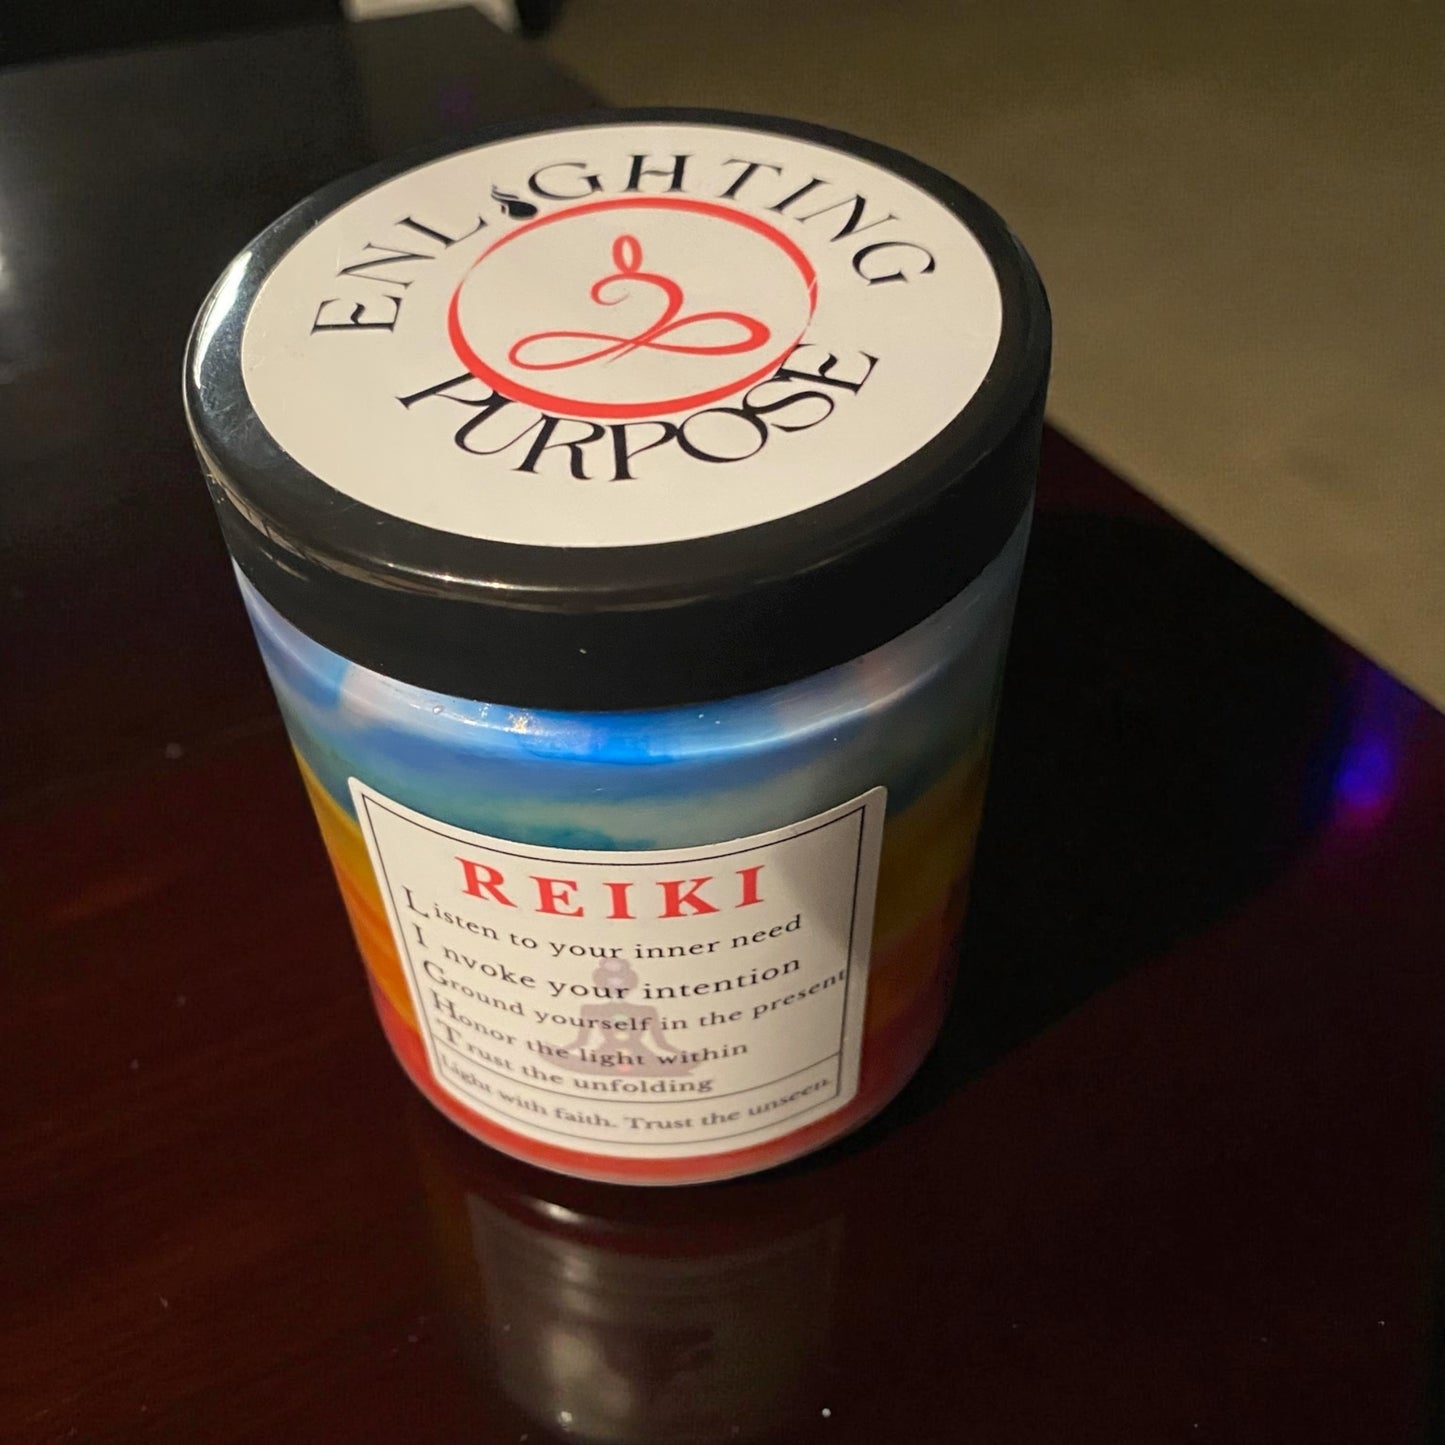 ENLIGHTING
PURPOSE
REIKI
Listen to your inner need
Invoke your intention
Ground yourself in the present
Honor the light within
Trust the unfolding
Light with faith. Trust the unseen.